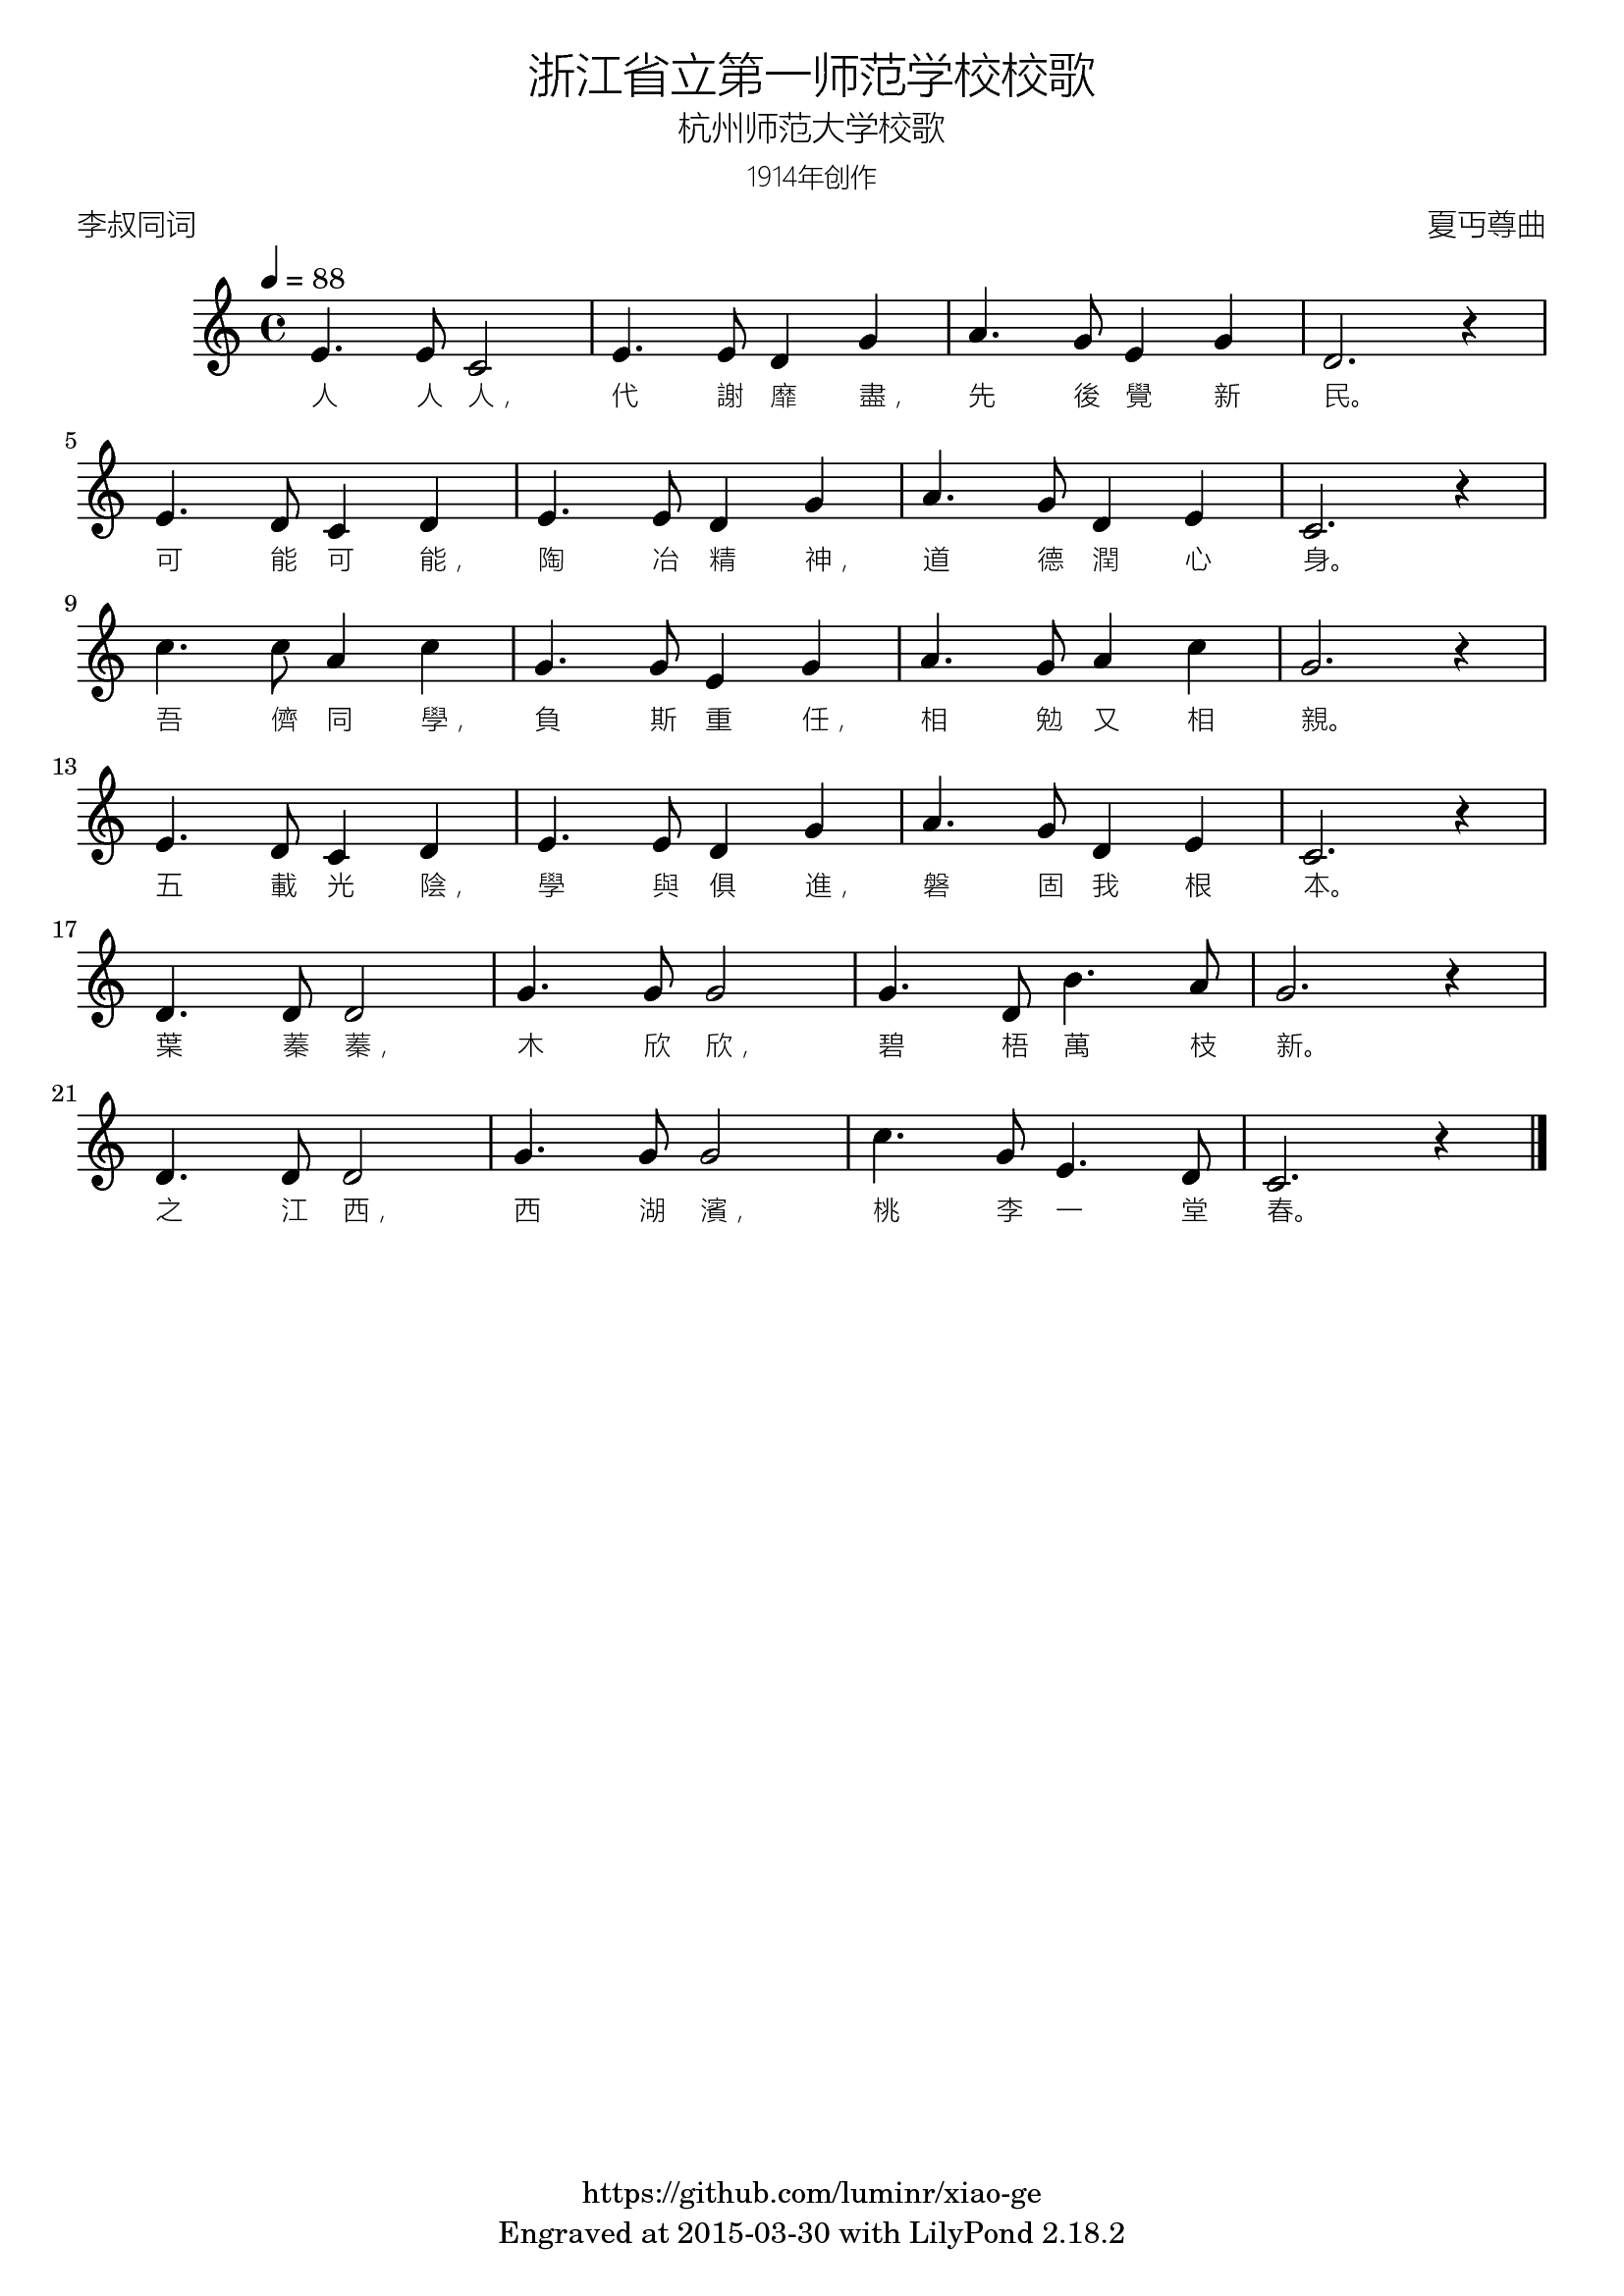 浙江省立第一师范学校校歌
杭州师范大学校歌
1914年创作
李叔同词 夏丏尊曲
= 88
人 人 人， 代 謝 靡 盡， 先 後 覺 新 民。
5
可 能 可 能， 陶 冶 精 神， 道 德 潤 心 身。
9
吾 儕 同 學， 負 斯 重 任， 相 勉 又 相 親。
13
五 載 光 陰， 學 與 俱 進， 磐 固 我 根 本。
17
葉 蓁 蓁， 木 欣 欣， 碧 梧 萬 枝 新。
21
之 江 西， 西 湖 濱， 桃 李 一 堂 春。
https://github.com/luminr/xiao-ge
Engraved at 2015-03-30 with LilyPond 2.18.2